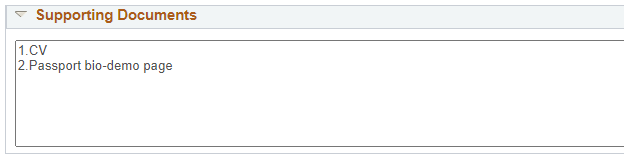 Supporting Documents
1.CV
2.Passport bio-demo page